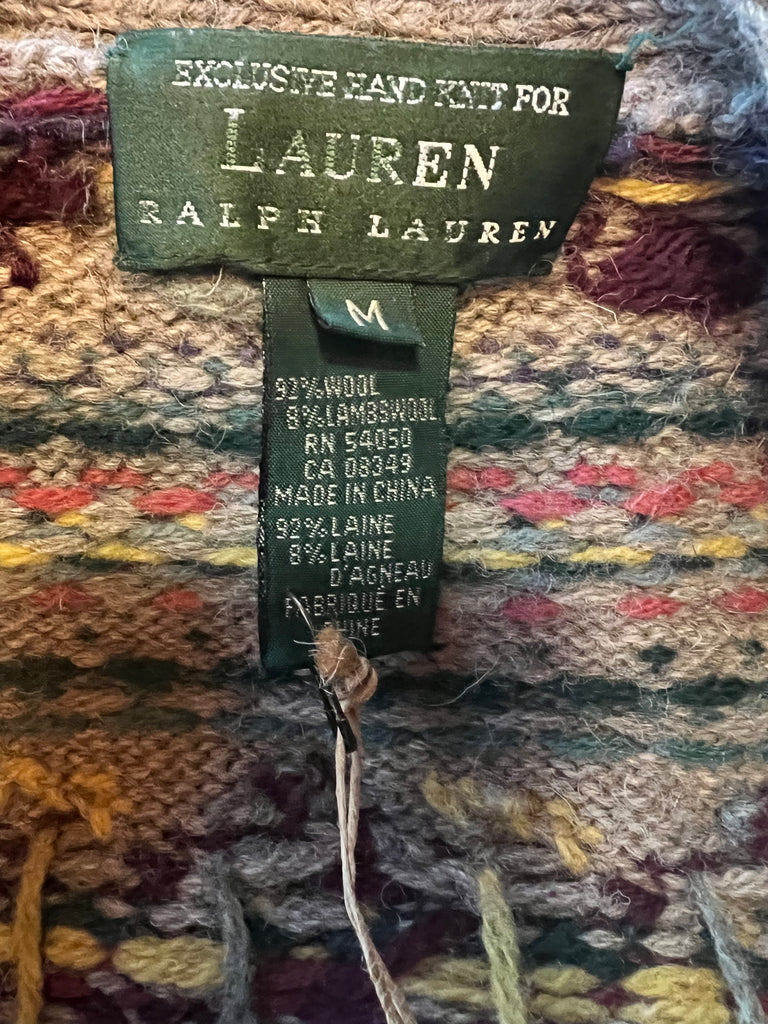 EXCLUSIVE HAND KNIT FOR
LAUREN
RALPH LAUREN
M
92% WOOL
8% LAMBSWOOL
RN 54050
CA 08349
MADE IN CHINA
92% LAINE
8% LAINE
D'AGNEAU
FABRIQUÉ EN
CHINE